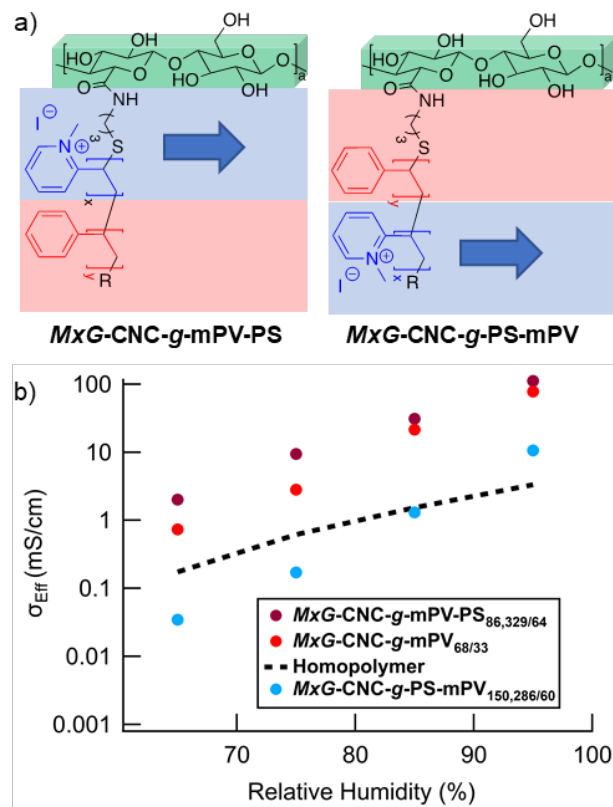 a)
OH OH OH OH
HO HO O O HO HO O O
O O OH OH a
O NH O NH
I⊖ ( )3 ( )3
N⊕ S S
x y
y x
R N⊕ R
I⊖
MxG-CNC-g-mPV-PS MxG-CNC-g-PS-mPV
b)
100
10
1
0.1
0.01
0.001
σEff (mS/cm)
MxG-CNC-g-mPV-PS86,329/64
MxG-CNC-g-mPV68/33
Homopolymer
MxG-CNC-g-PS-mPV150,286/60
70 80 90 100
Relative Humidity (%)